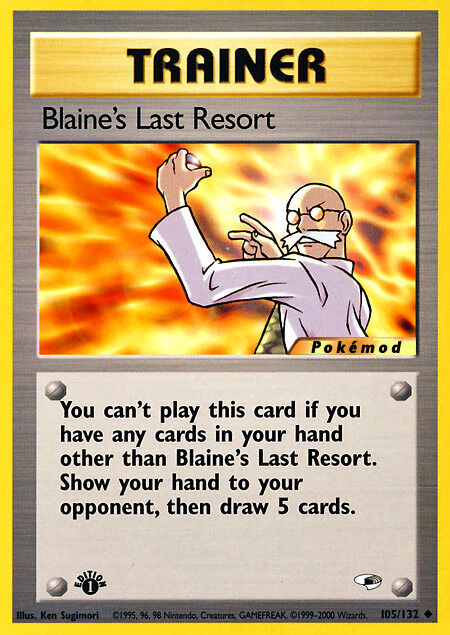 TRAINER
Blaine's Last Resort
Pokémod
You can't play this card if you
have any cards in your hand
other than Blaine's Last Resort.
Show your hand to your
opponent, then draw 5 cards.
EDITION
1
Illus. Ken Sugimori ©1995, 96, 98 Nintendo, Creatures, GAMEFREAK. ©1999-2000 Wizards. 105/132